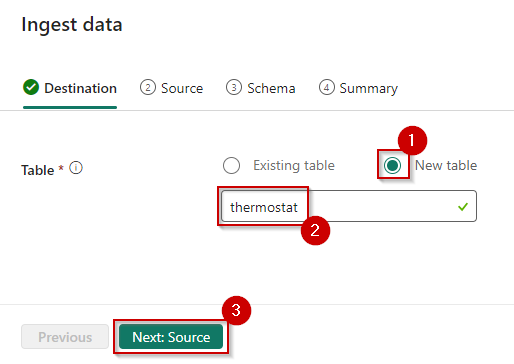 Ingest data
Destination 2 Source 3 Schema 4 Summary
1
Table * Existing table New table
thermostat
2
3
Previous Next: Source